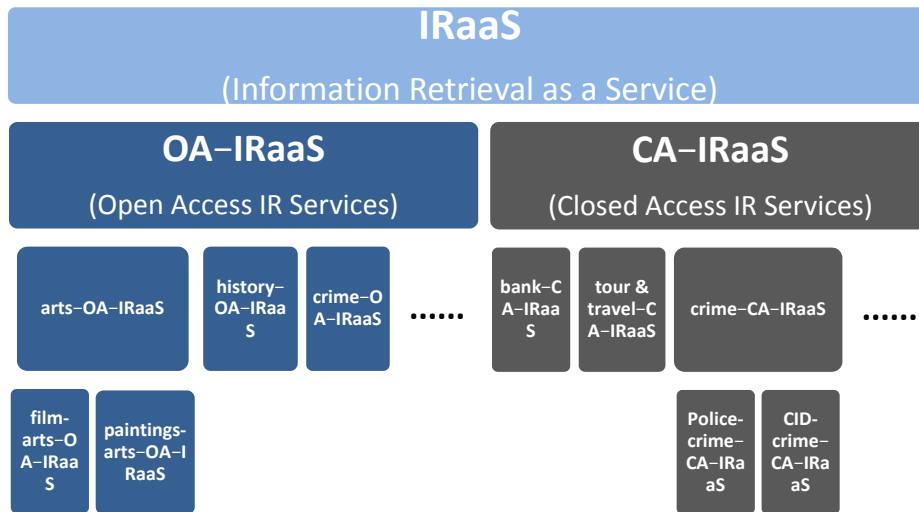 IRaaS
(Information Retrieval as a Service)
OA–IRaaS
(Open Access IR Services)
CA–IRaaS
(Closed Access IR Services)
arts–OA–IRaaS
history–
OA–IRaa
S
crime–O
A–IRaaS
......
bank–C
A–IRaa
S
tour &
travel–C
A–IRaaS
crime–CA–IRaaS
......
film-
arts–O
A–IRaa
S
paintings-
arts–OA–I
RaaS
Police-
crime–
CA–IRa
aS
CID-
crime–
CA–IRa
aS